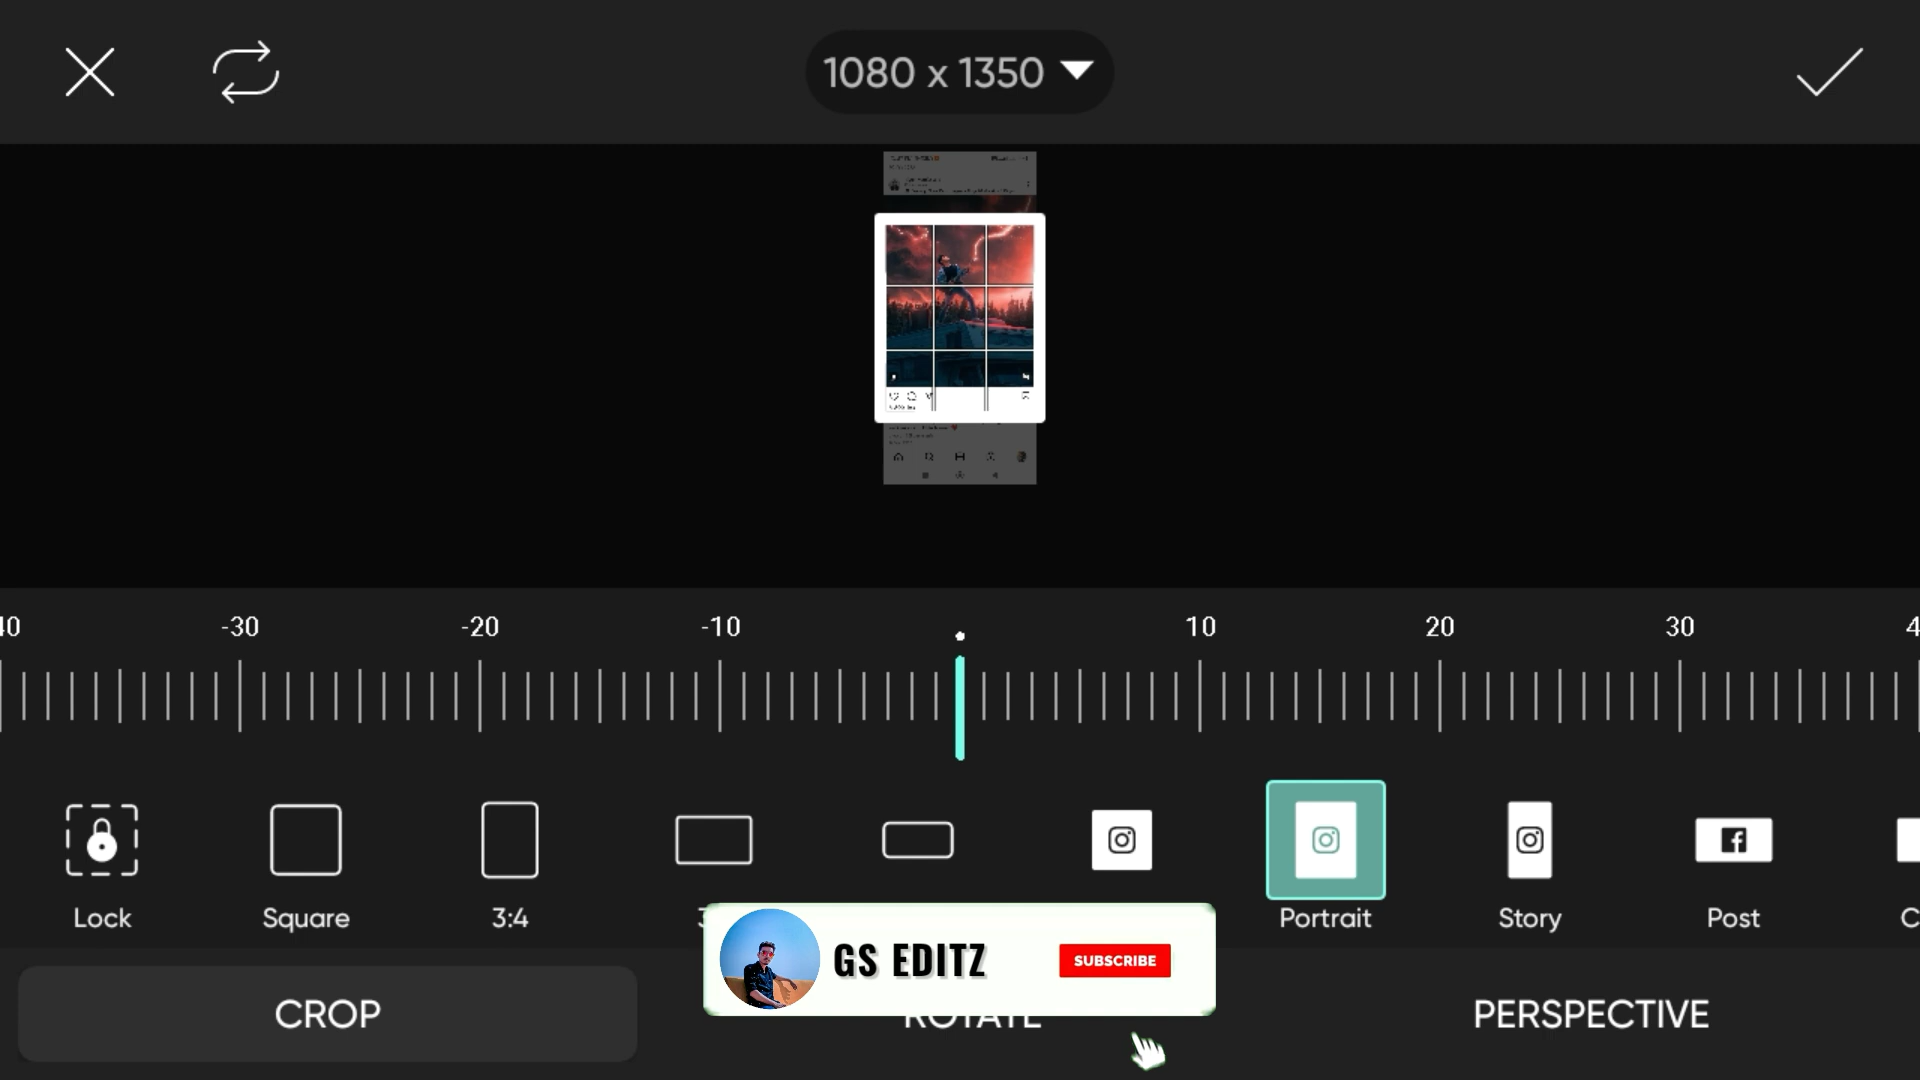 1080 x 1350
-30
-20
-10
10
20
30
Lock
Square
3:4
Portrait
Story
Post
GS EDITZ
SUBSCRIBE
CROP
ROTATE
PERSPECTIVE